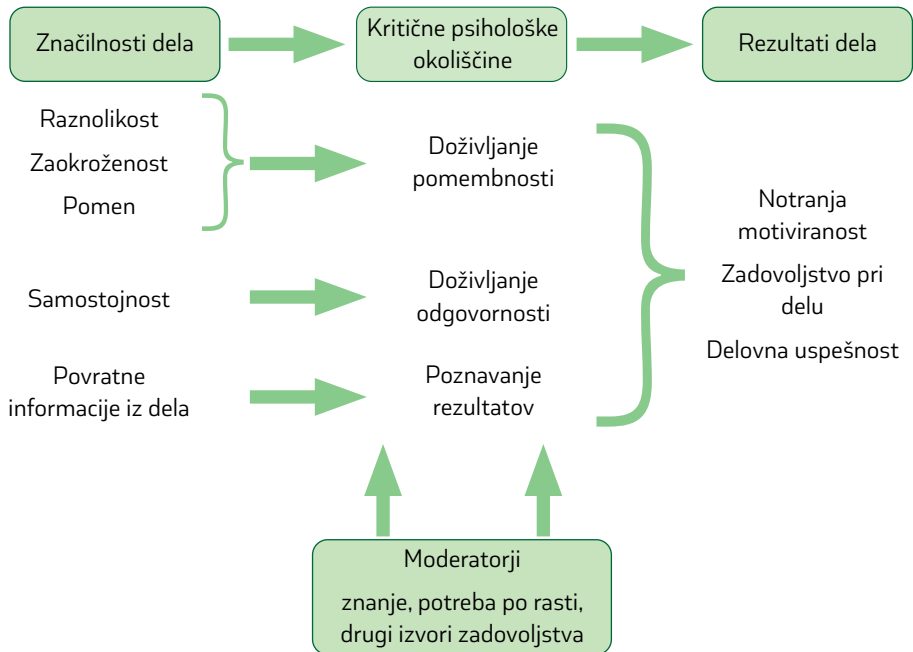 Značilnosti dela
Kritične psihološke
okoliščine
Rezultati dela
Raznolikost
Zaokroženost
Pomen
Doživljanje
pomembnosti
Samostojnost
Doživljanje
odgovornosti
Povratne
informacije iz dela
Poznavanje
rezultatov
Notranja
motiviranost
Zadovoljstvo pri
delu
Delovna uspešnost
Moderatorji
znanje, potreba po rasti,
drugi izvori zadovoljstva